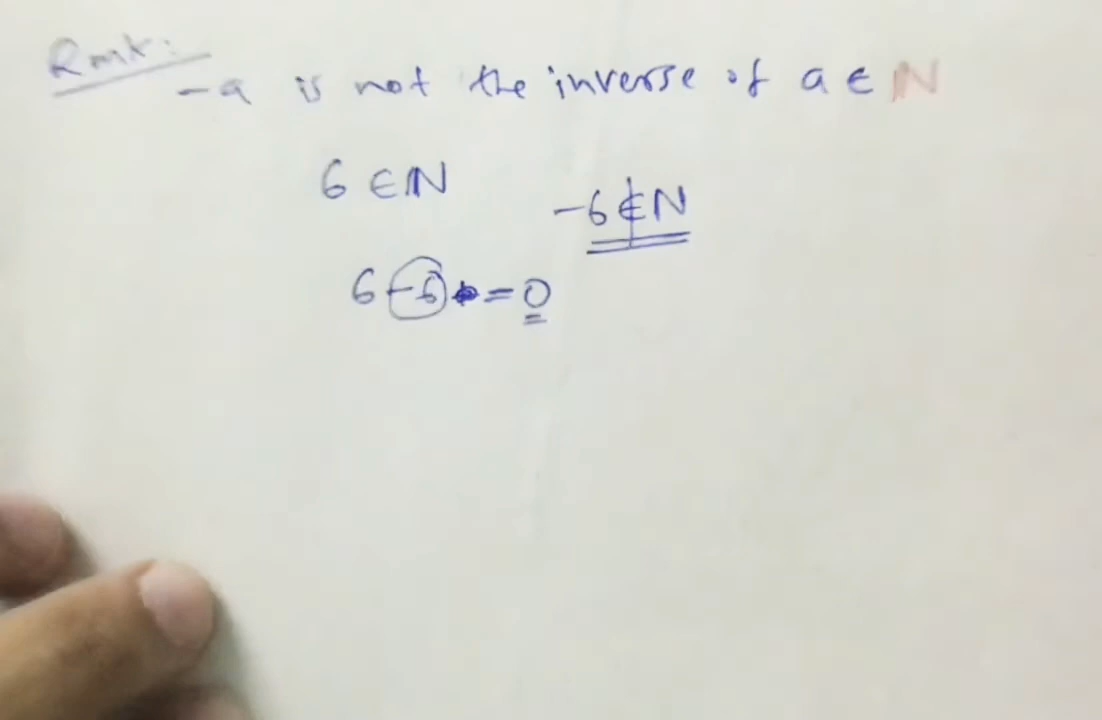 Rmk:
-a is not the inverse of a ∈ ℕ
6 ∈ ℕ
-6 ∉ ℕ
6 -6 = 0